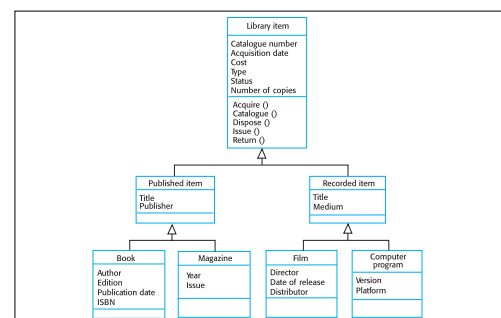 Library item
Catalogue number
Acquisition date
Cost
Type
Status
Number of copies
Acquire ()
Catalogue ()
Dispose ()
Issue ()
Return ()
Published item
Title
Publisher
Recorded item
Title
Medium
Book
Author
Edition
Publication date
ISBN
Magazine
Year
Issue
Film
Director
Date of release
Distributor
Computer
program
Version
Platform